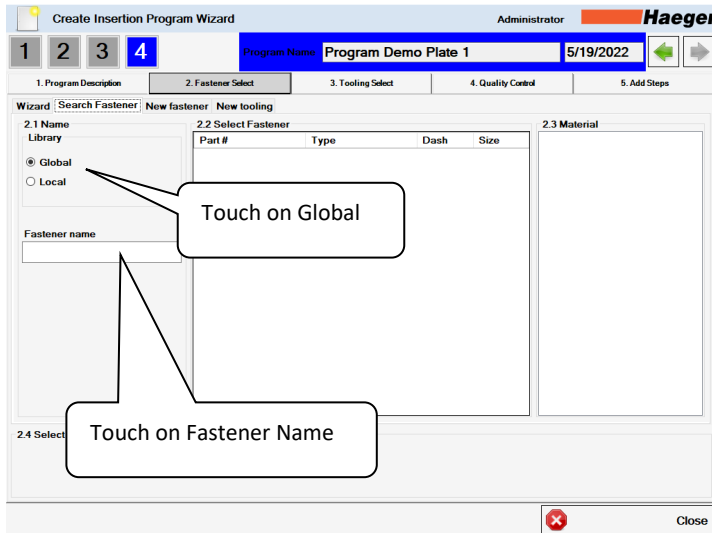 Create Insertion Program Wizard
Administrator
Haeger
1 2 3 4
Program Name Program Demo Plate 1
5/19/2022
1. Program Description
2. Fastener Select
3. Tooling Select
4. Quality Control
5. Add Steps
Wizard Search Fastener New fastener New tooling
2.1 Name
2.2 Select Fastener
2.3 Material
Library
Part # Type Dash Size
Global
Local
Touch on Global
Fastener name
Touch on Fastener Name
2.4 Select
Close